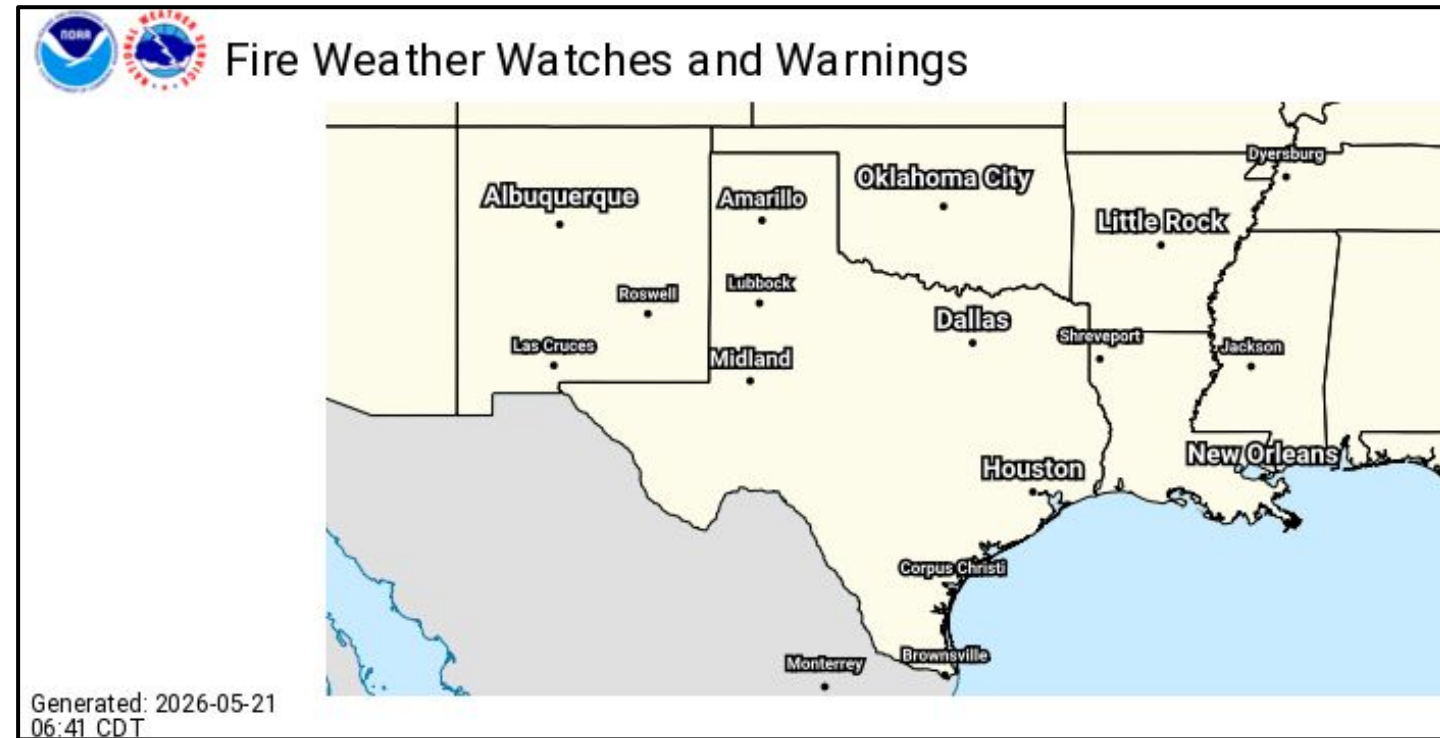 NOAA
Fire Weather Watches and Warnings
Dyersburg
Oklahoma City
Albuquerque
Amarillo
Little Rock
Lubbock
Roswell
Dallas
Shreveport
Las Cruces
Jackson
Midland
New Orleans
Houston
Corpus Christi
Brownsville
Monterrey
Generated: 2026-05-21
06:41 CDT